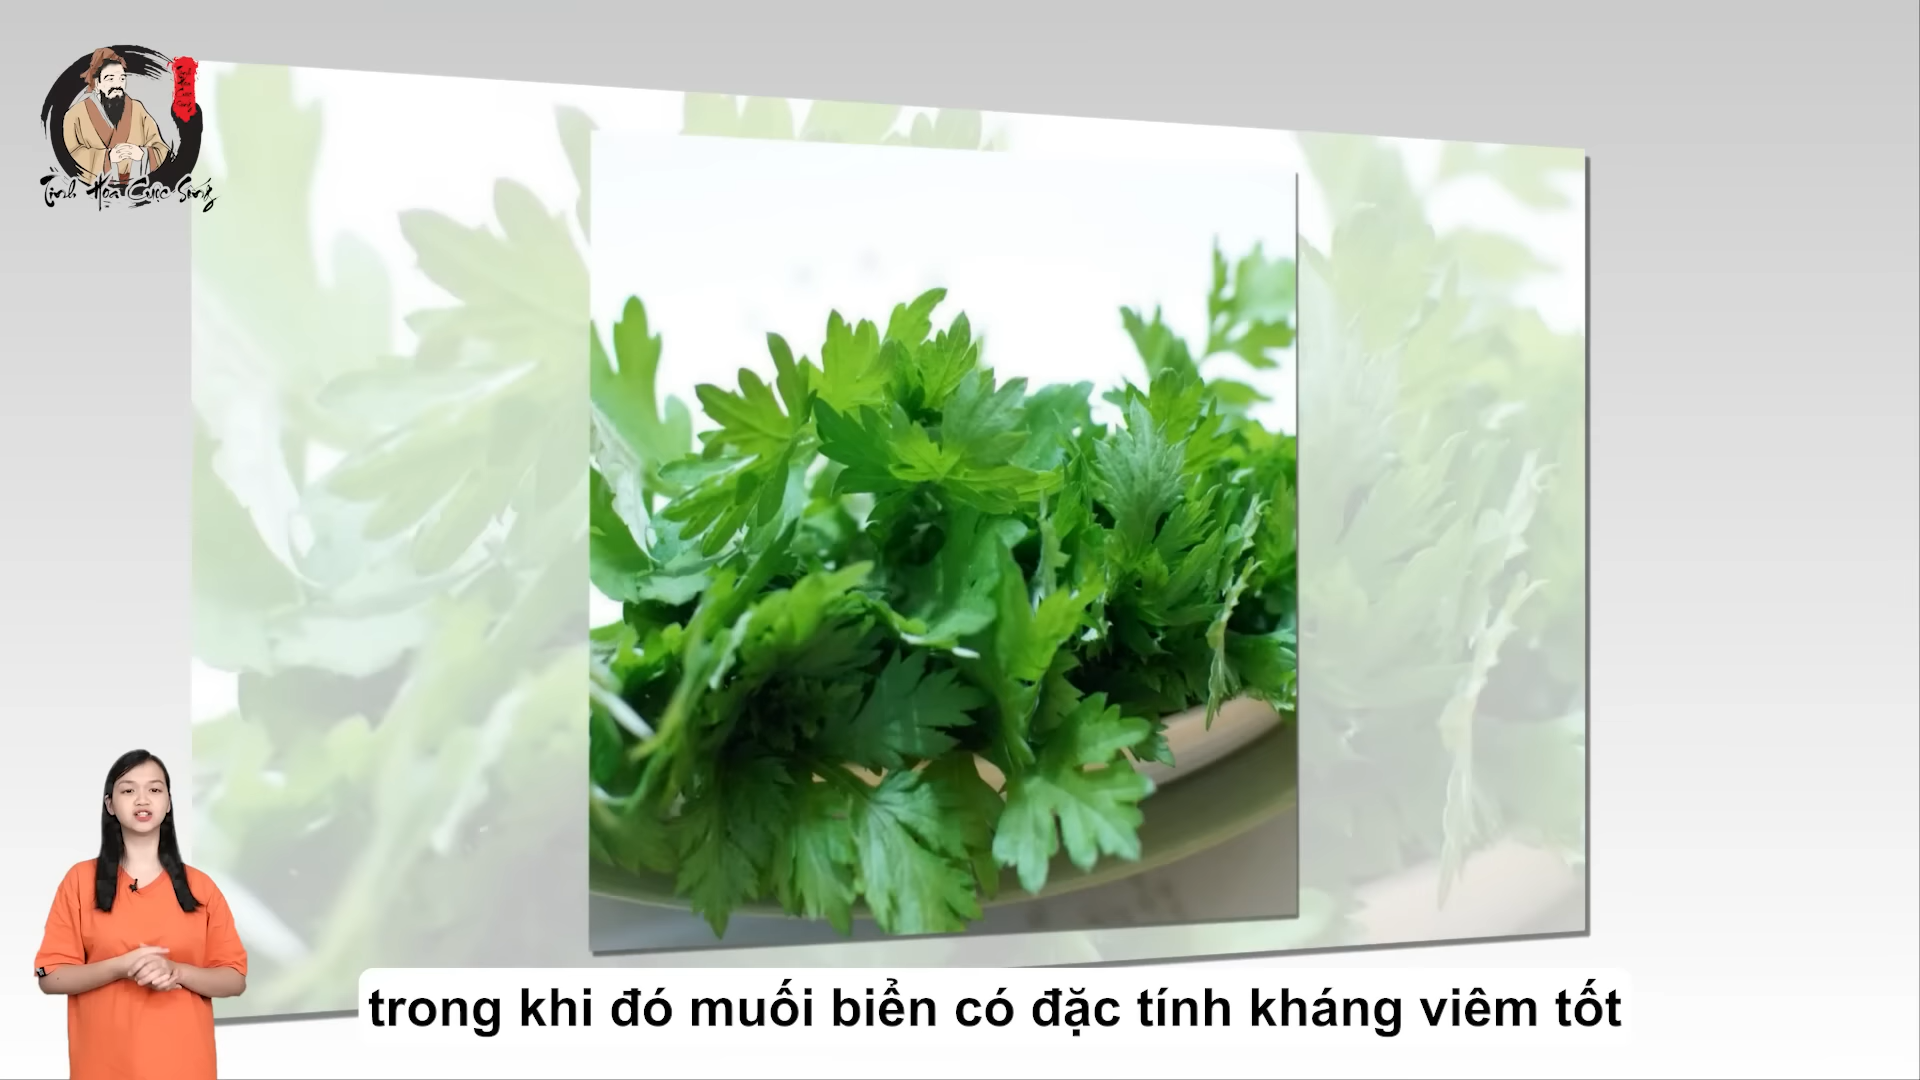 Tinh Hoa Cuộc Sống
trong khi đó muối biển có đặc tính kháng viêm tốt